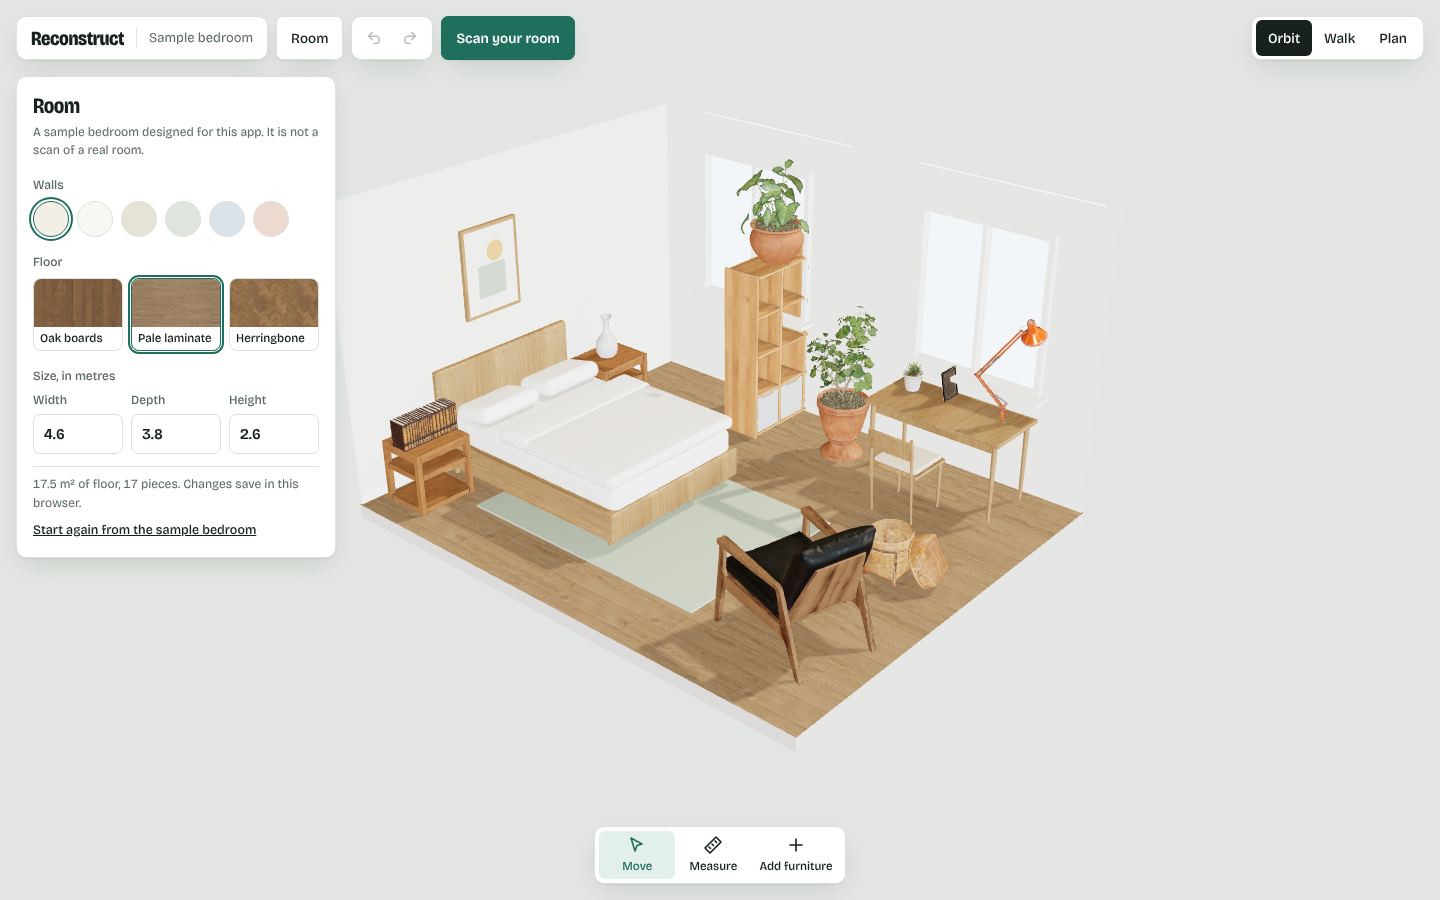 Reconstruct
Sample bedroom
Room
Scan your room
Orbit
Walk
Plan
Room
A sample bedroom designed for this app. It is not a
scan of a real room.
Walls
Floor
Oak boards
Pale laminate
Herringbone
Size, in metres
Width
Depth
Height
4.6
3.8
2.6
17.5 m² of floor, 17 pieces. Changes save in this
browser.
Start again from the sample bedroom
Move
Measure
Add furniture